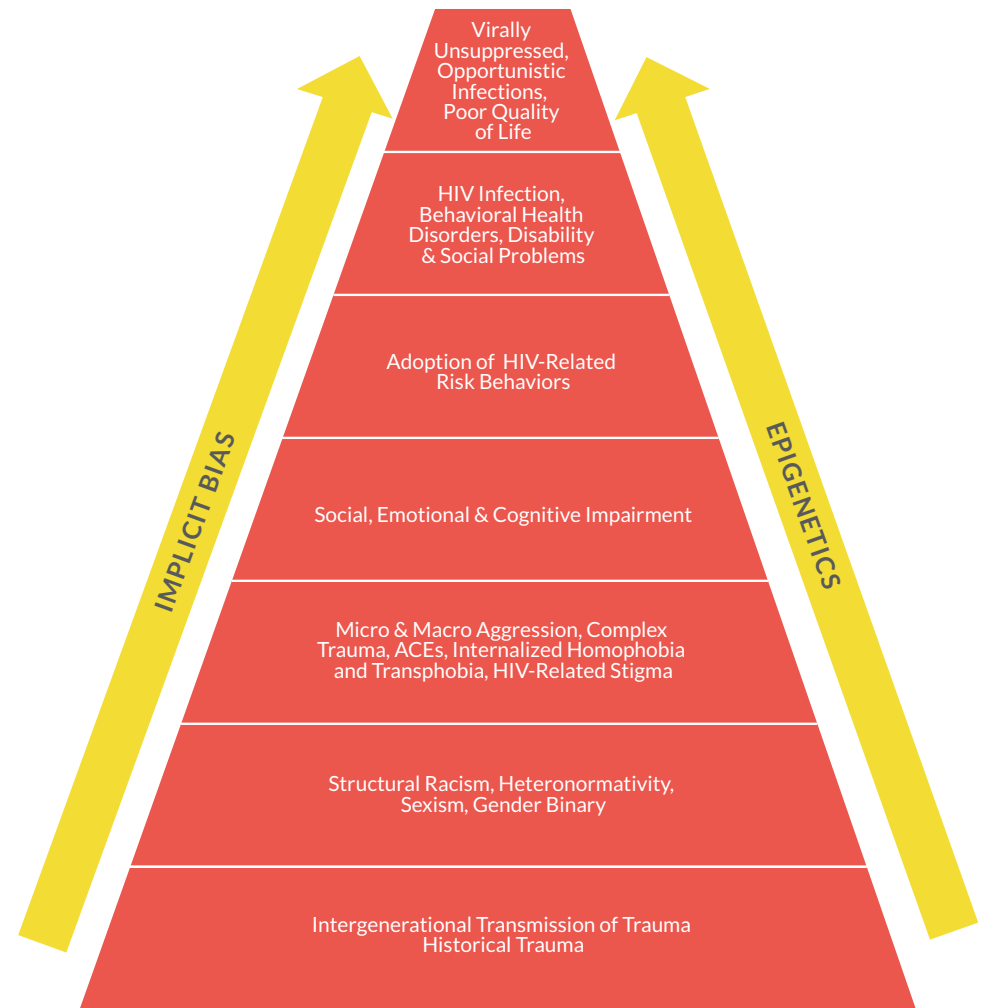 Virally
Unsuppressed,
Opportunistic
Infections,
Poor Quality
of Life
HIV Infection,
Behavioral Health
Disorders, Disability
& Social Problems
Adoption of HIV-Related
Risk Behaviors
Social, Emotional & Cognitive Impairment
Micro & Macro Aggression, Complex
Trauma, ACEs, Internalized Homophobia
and Transphobia, HIV-Related Stigma
Structural Racism, Heteronormativity,
Sexism, Gender Binary
Intergenerational Transmission of Trauma
Historical Trauma
IMPLICIT BIAS
EPIGENETICS